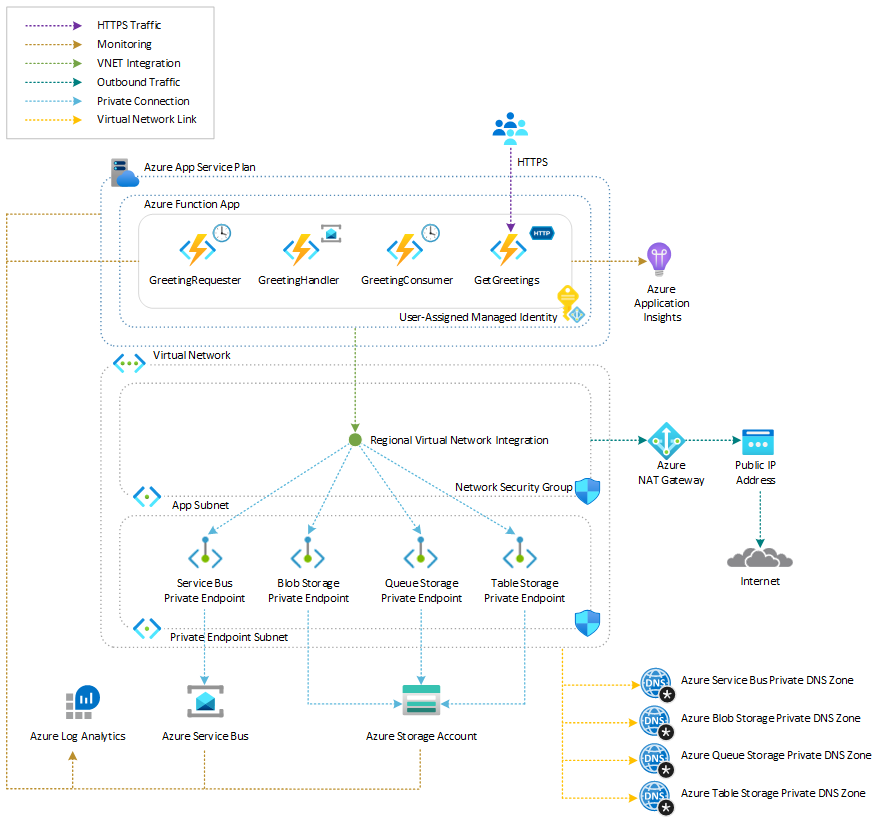 HTTPS Traffic
Monitoring
VNET Integration
Outbound Traffic
Private Connection
Virtual Network Link
HTTPS
Azure App Service Plan
Azure Function App
HTTP
GreetingRequester
GreetingHandler
GreetingConsumer
GetGreetings
User-Assigned Managed Identity
Azure
Application
Insights
Virtual Network
Regional Virtual Network Integration
Azure
NAT Gateway
Public IP
Address
Network Security Group
App Subnet
Internet
Service Bus
Private Endpoint
Blob Storage
Private Endpoint
Queue Storage
Private Endpoint
Table Storage
Private Endpoint
Private Endpoint Subnet
Azure Log Analytics
Azure Service Bus
Azure Storage Account
DNS
Azure Service Bus Private DNS Zone
DNS
Azure Blob Storage Private DNS Zone
DNS
Azure Queue Storage Private DNS Zone
DNS
Azure Table Storage Private DNS Zone